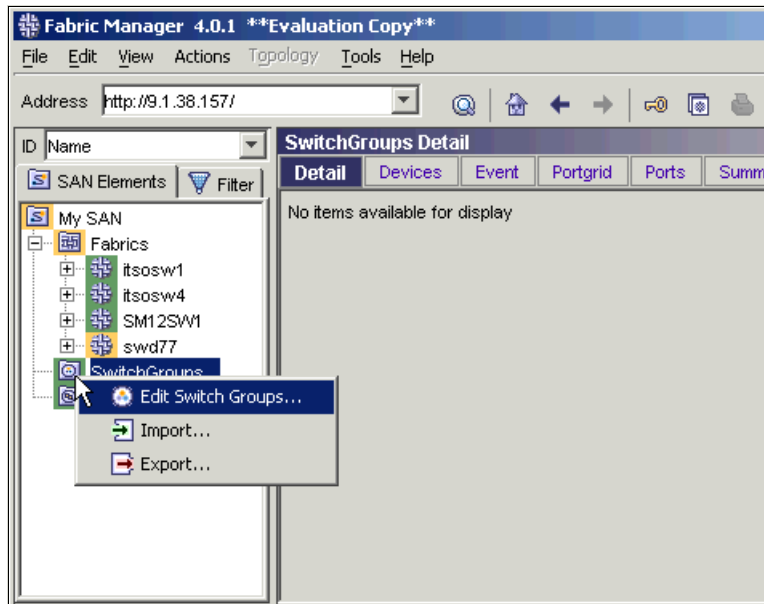 Fabric Manager 4.0.1 **Evaluation Copy**
File Edit View Actions Topology Tools Help
Address http://9.1.38.157/
ID Name
SwitchGroups Detail
SAN Elements Filter
Detail Devices Event Portgrid Ports Summ
My SAN
No items available for display
Fabrics
itsosw1
itsosw4
SM12SW1
swd77
SwitchGroups
Edit Switch Groups...
Import...
Export...